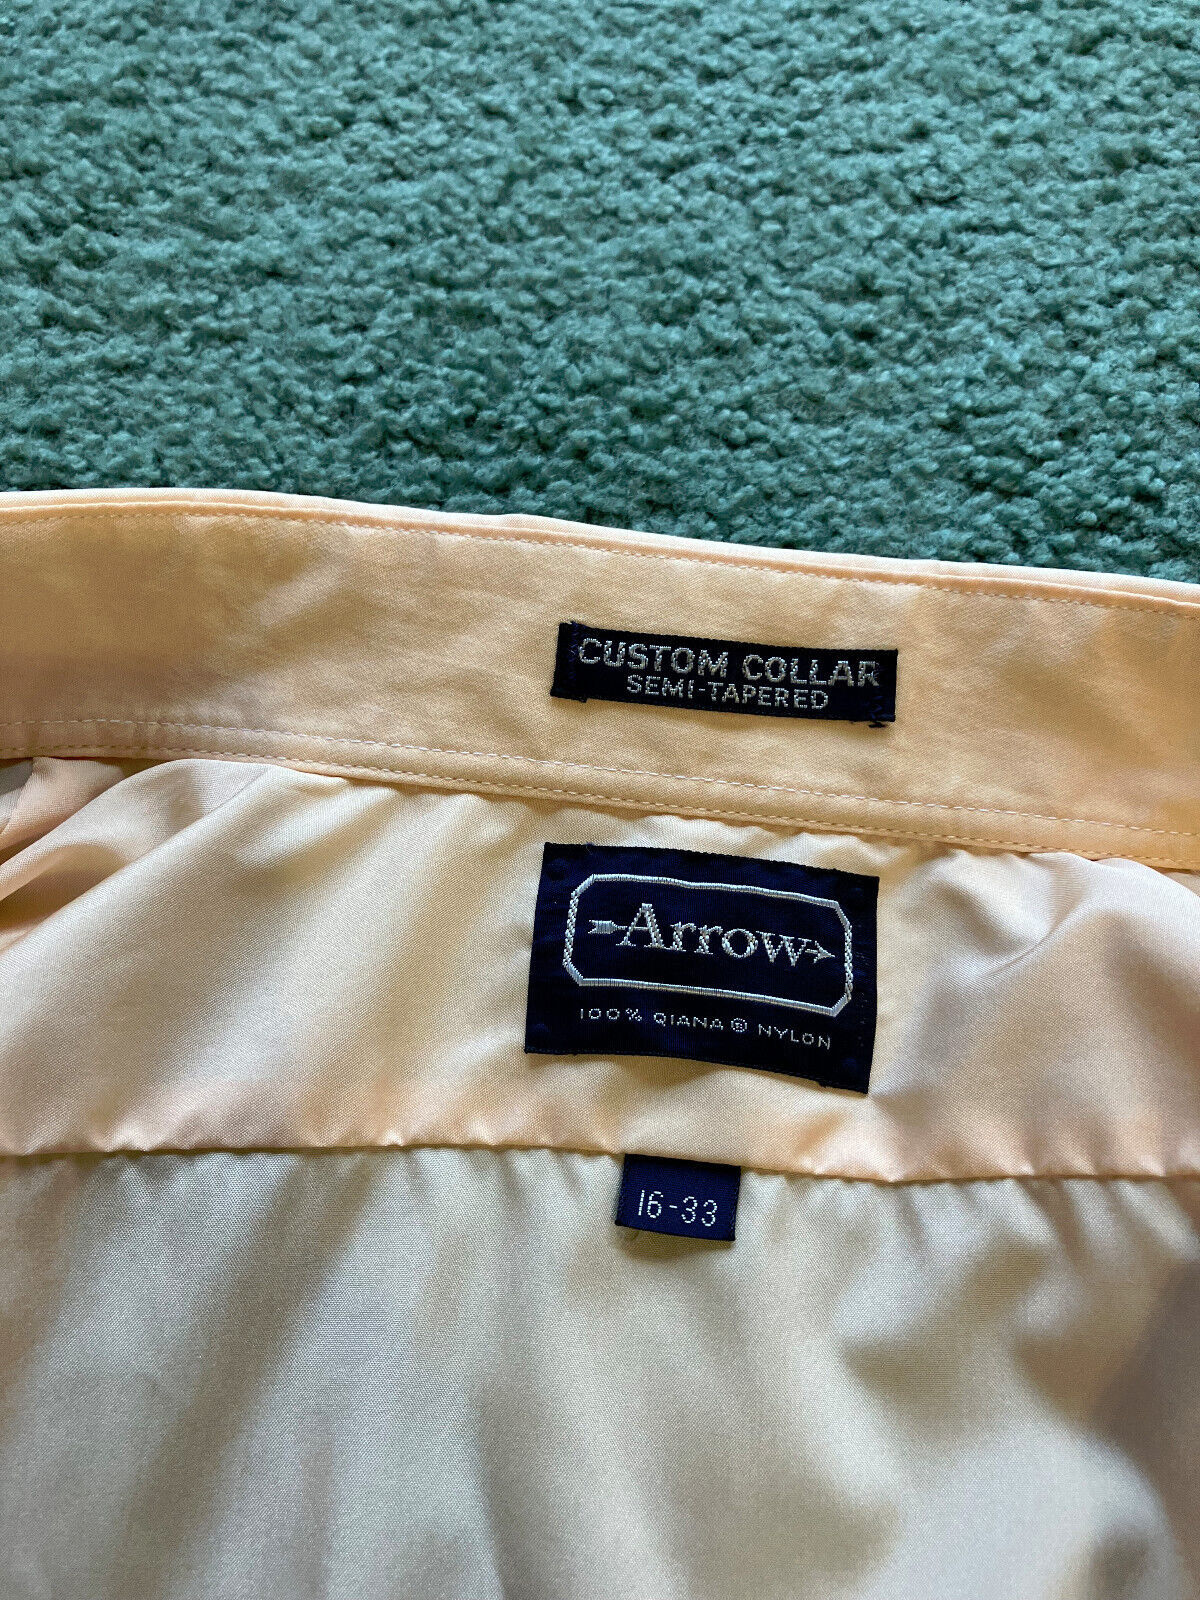 CUSTOM COLLAR
SEMI-TAPERED
Arrow
100% QIANA ® NYLON
16-33